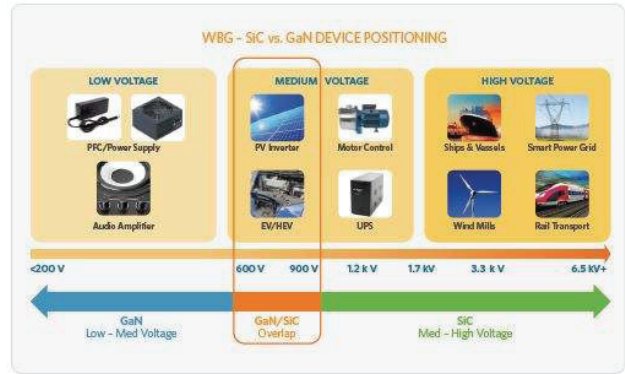 WBG – SiC vs. GaN DEVICE POSITIONING
LOW VOLTAGE
MEDIUM VOLTAGE
HIGH VOLTAGE
PFC/Power Supply
PV Inverter
Motor Control
Ships & Vessels
Smart Power Grid
Audio Amplifier
EV/HEV
UPS
Wind Mills
Rail Transport
<200 V
600 V
900 V
1.2 k V
1.7 kV
3.3 k V
6.5 kV+
GaN
Low – Med Voltage
GaN/SiC
Overlap
SiC
Med – High Voltage